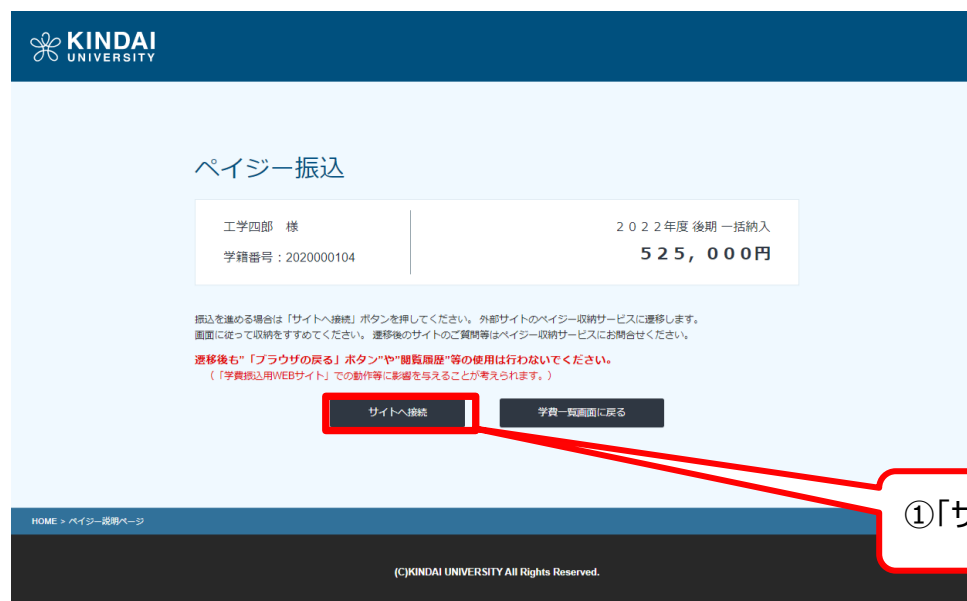 KINDAI
UNIVERSITY
ペイジー振込
工学四郎 様
学籍番号：2020000104
２０２２年度 後期 一括納入
５２５，０００円
振込を進める場合は「サイトへ接続」ボタンを押してください。 外部サイトのペイジー収納サービスに遷移します。
画面に従って収納をすすめてください。 遷移後のサイトのご質問等はペイジー収納サービスにお問合せください。
遷移後も"「ブラウザの戻る」ボタン"や"閲覧履歴"等の使用は行わないでください。
（「学費振込用WEBサイト」での動作等に影響を与えることが考えられます。）
サイトへ接続
学費一覧画面に戻る
①「サ
HOME > ペイジー説明ページ
(C)KINDAI UNIVERSITY All Rights Reserved.